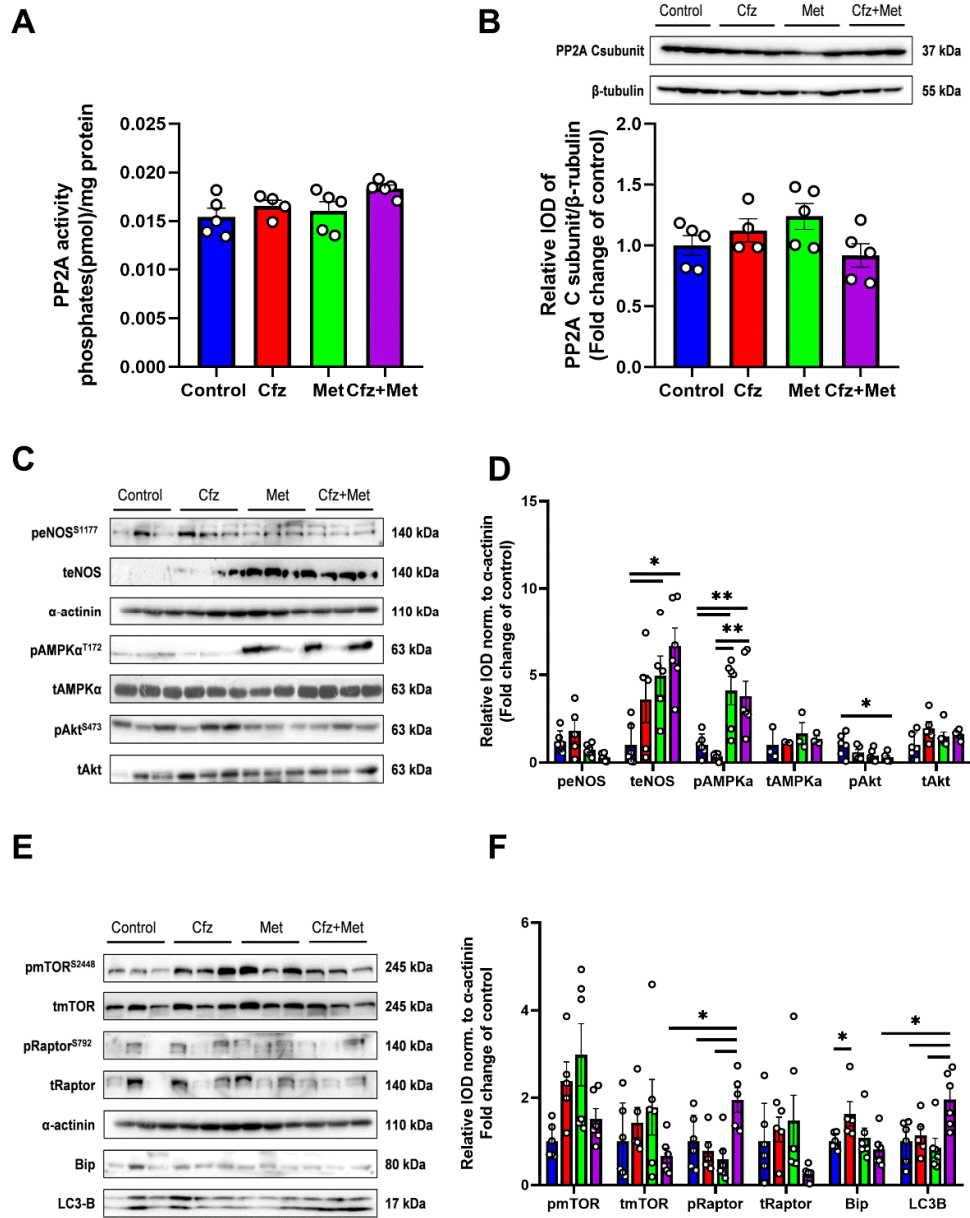 A
PP2A activity
phosphates(pmol)/mg protein
0.025
0.020
0.015
0.010
0.005
0.000
Control Cfz Met Cfz+Met
B
Control Cfz Met Cfz+Met
PP2A Csubunit 37 kDa
β-tubulin 55 kDa
Relative IOD of
PP2A C subunit/β-τubulin
(Fold change of control)
2.0
1.5
1.0
0.5
0.0
Control Cfz Met Cfz+Met
C
Control Cfz Met Cfz+Met
peNOS^S1177 140 kDa
teNOS 140 kDa
α-actinin 110 kDa
pAMPKα^T172 63 kDa
tAMPKα 63 kDa
pAkt^S473 63 kDa
tAkt 63 kDa
D
Relative IOD norm. to α-actinin
(Fold change of control)
15
10
5
0
* ** ** *
peNOS teNOS pAMPKa tAMPKa pAkt tAkt
E
Control Cfz Met Cfz+Met
pmTOR^S2448 245 kDa
tmTOR 245 kDa
pRaptor^S792 140 kDa
tRaptor 140 kDa
α-actinin 110 kDa
Bip 80 kDa
LC3-B 17 kDa
F
Relative IOD norm. to α-actinin
Fold change of control)
6
4
2
0
* * *
pmTOR tmTOR pRaptor tRaptor Bip LC3B